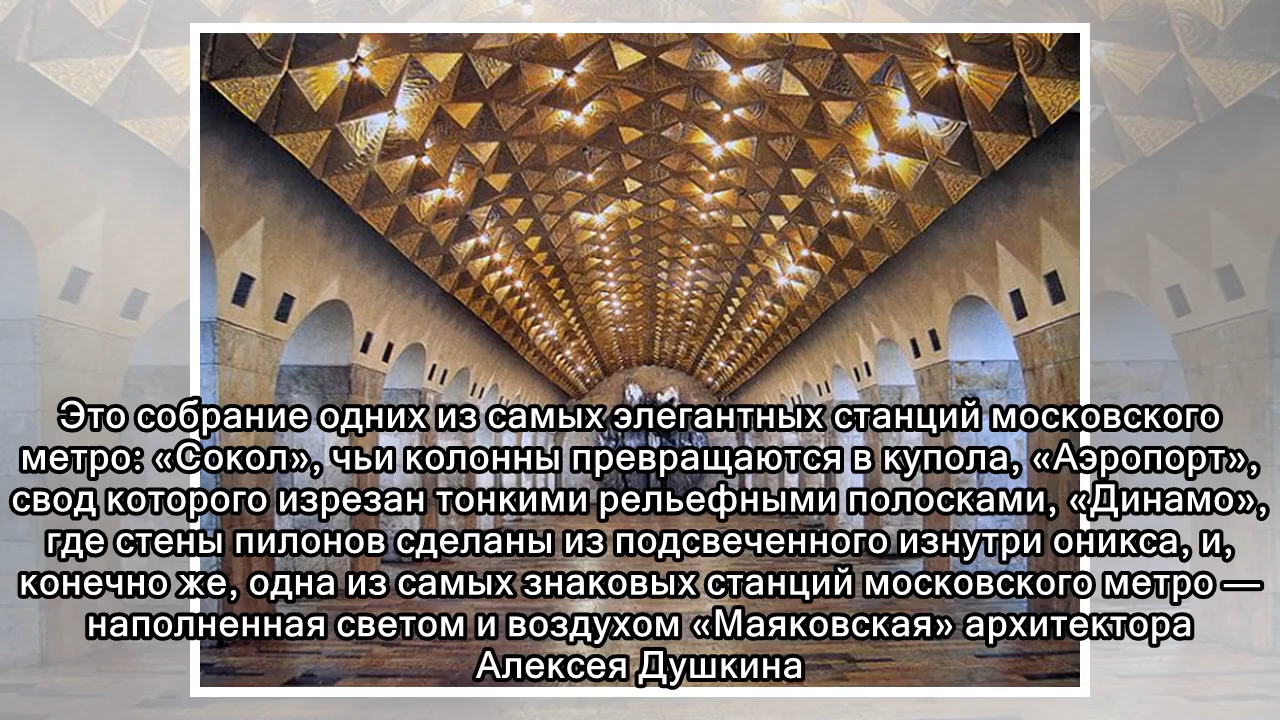 Это собрание одних из самых элегантных станций московского
метро: «Сокол», чьи колонны превращаются в купола, «Аэропорт»,
свод которого изрезан тонкими рельефными полосками, «Динамо»,
где стены пилонов сделаны из подсвеченного изнутри оникса, и,
конечно же, одна из самых знаковых станций московского метро —
наполненная светом и воздухом «Маяковская» архитектора
Алексея Душкина